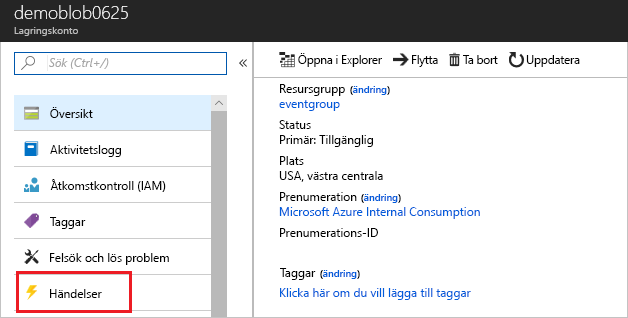 demoblob0625
Lagringskonto
Sök (Ctrl+/)
Översikt
Aktivitetslogg
Åtkomstkontroll (IAM)
Taggar
Felsök och lös problem
Händelser
Öppna i Explorer Flytta Ta bort Uppdatera
Resursgrupp (ändring)
eventgroup
Status
Primär: Tillgänglig
Plats
USA, västra centrala
Prenumeration (ändring)
Microsoft Azure Internal Consumption
Prenumerations-ID
Taggar (ändring)
Klicka här om du vill lägga till taggar